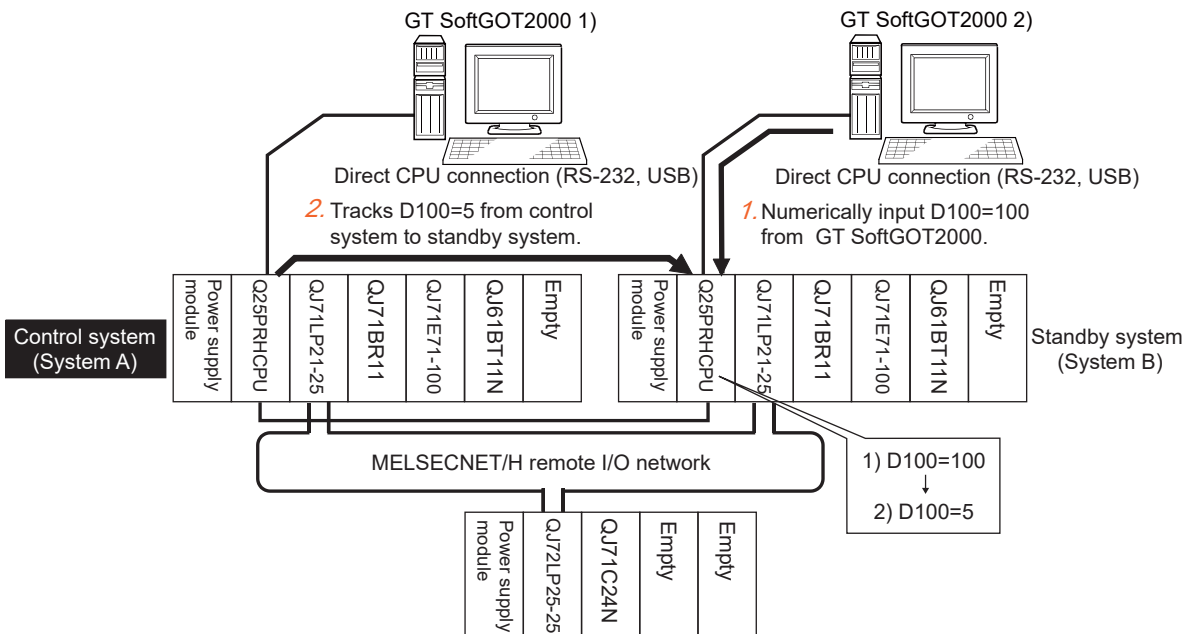 GT SoftGOT2000 1)
GT SoftGOT2000 2)
Direct CPU connection (RS-232, USB)
Direct CPU connection (RS-232, USB)
2. Tracks D100=5 from control
system to standby system.
1. Numerically input D100=100
from GT SoftGOT2000.
Control system
(System A)
Power supply
module
Q25PRHCPU
QJ71LP21-25
QJ71BR11
QJ71E71-100
QJ61BT11N
Empty
Power supply
module
Q25PRHCPU
QJ71LP21-25
QJ71BR11
QJ71E71-100
QJ61BT11N
Empty
Standby system
(System B)
MELSECNET/H remote I/O network
1) D100=100
↓
2) D100=5
Power supply
module
QJ72LP25-25
QJ71C24N
Empty
Empty